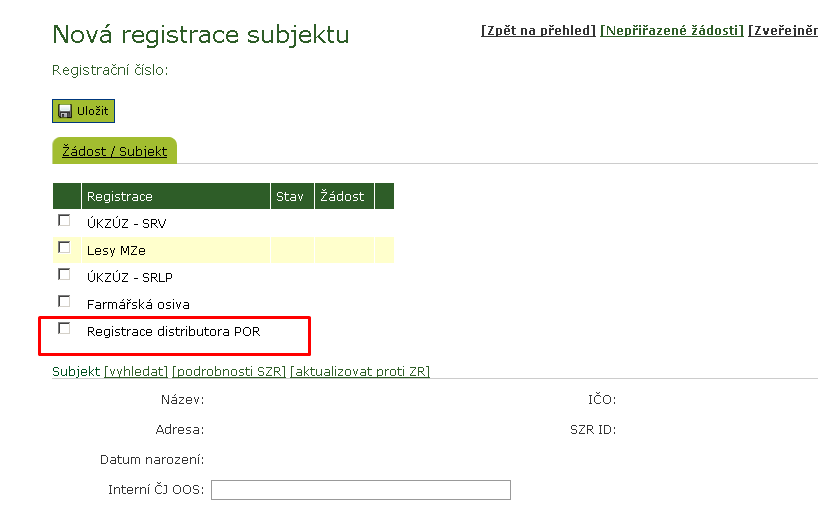 Nová registrace subjektu
[Zpět na přehled] [Nepřiřazené žádosti]
Registrační číslo:
Uložit
Žádost / Subjekt
Registrace Stav Žádost
ÚKZÚZ - SRV
Lesy MZe
ÚKZÚZ - SRLP
Farmářská osiva
Registrace distributora POR
Subjekt [vyhledat] [podrobnosti SZR] [aktualizovat proti ZR]
Název: IČO:
Adresa: SZR ID:
Datum narození:
Interní ČJ OOS: